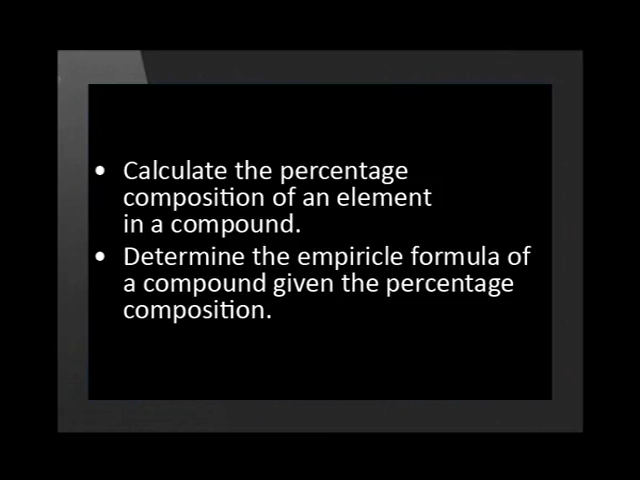 • Calculate the percentage
composition of an element
in a compound.
• Determine the empiricle formula of
a compound given the percentage
composition.